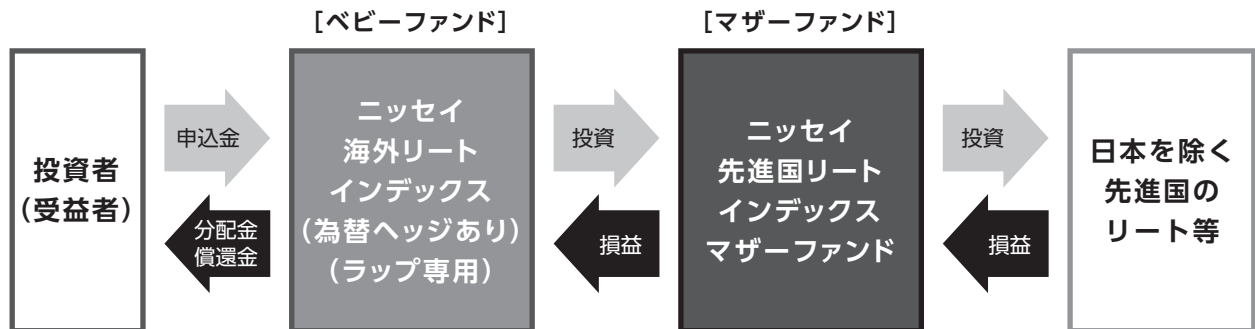 [ベビーファンド]
[マザーファンド]
投資者
(受益者)
申込金
分配金
償還金
ニッセイ
海外リート
インデックス
(為替ヘッジあり)
(ラップ専用)
投資
損益
ニッセイ
先進国リート
インデックス
マザーファンド
投資
損益
日本を除く
先進国の
リート等